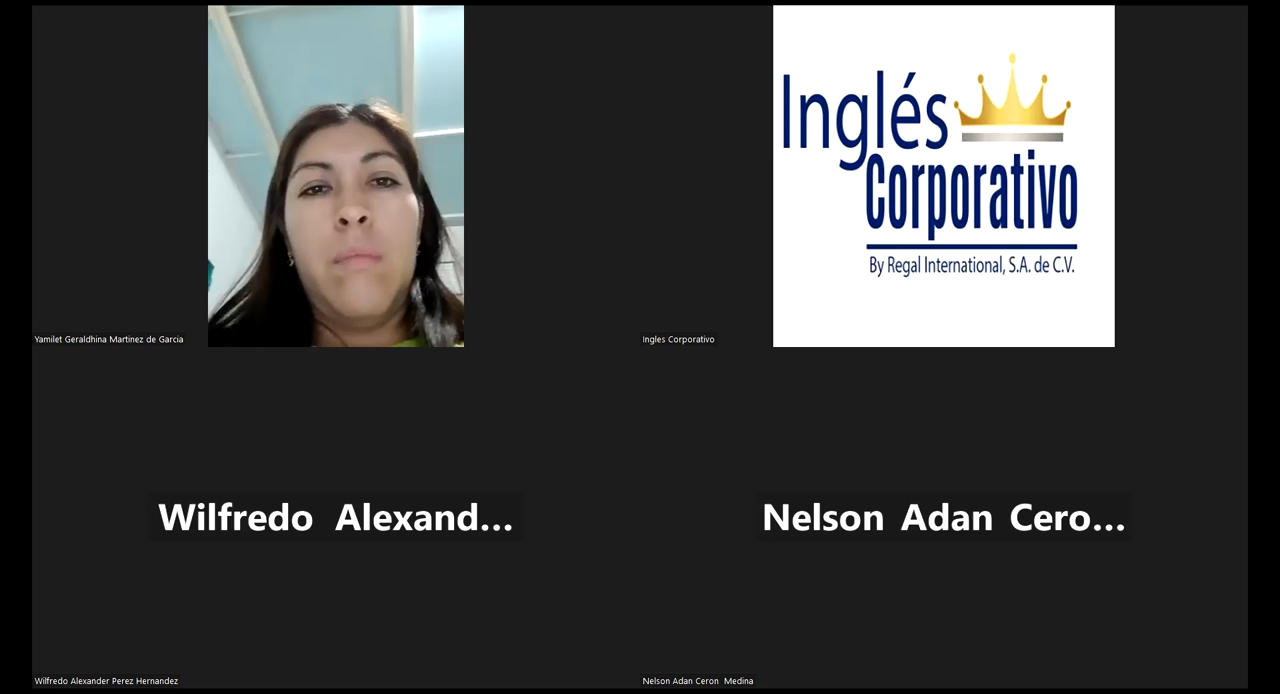 Inglés
Corporativo
By Regal International, S.A. de C.V.
Yamilet Geraldhina Martinez de Garcia
Ingles Corporativo
Wilfredo Alexand...
Nelson Adan Cero...
Wilfredo Alexander Perez Hernandez
Nelson Adan Ceron Medina